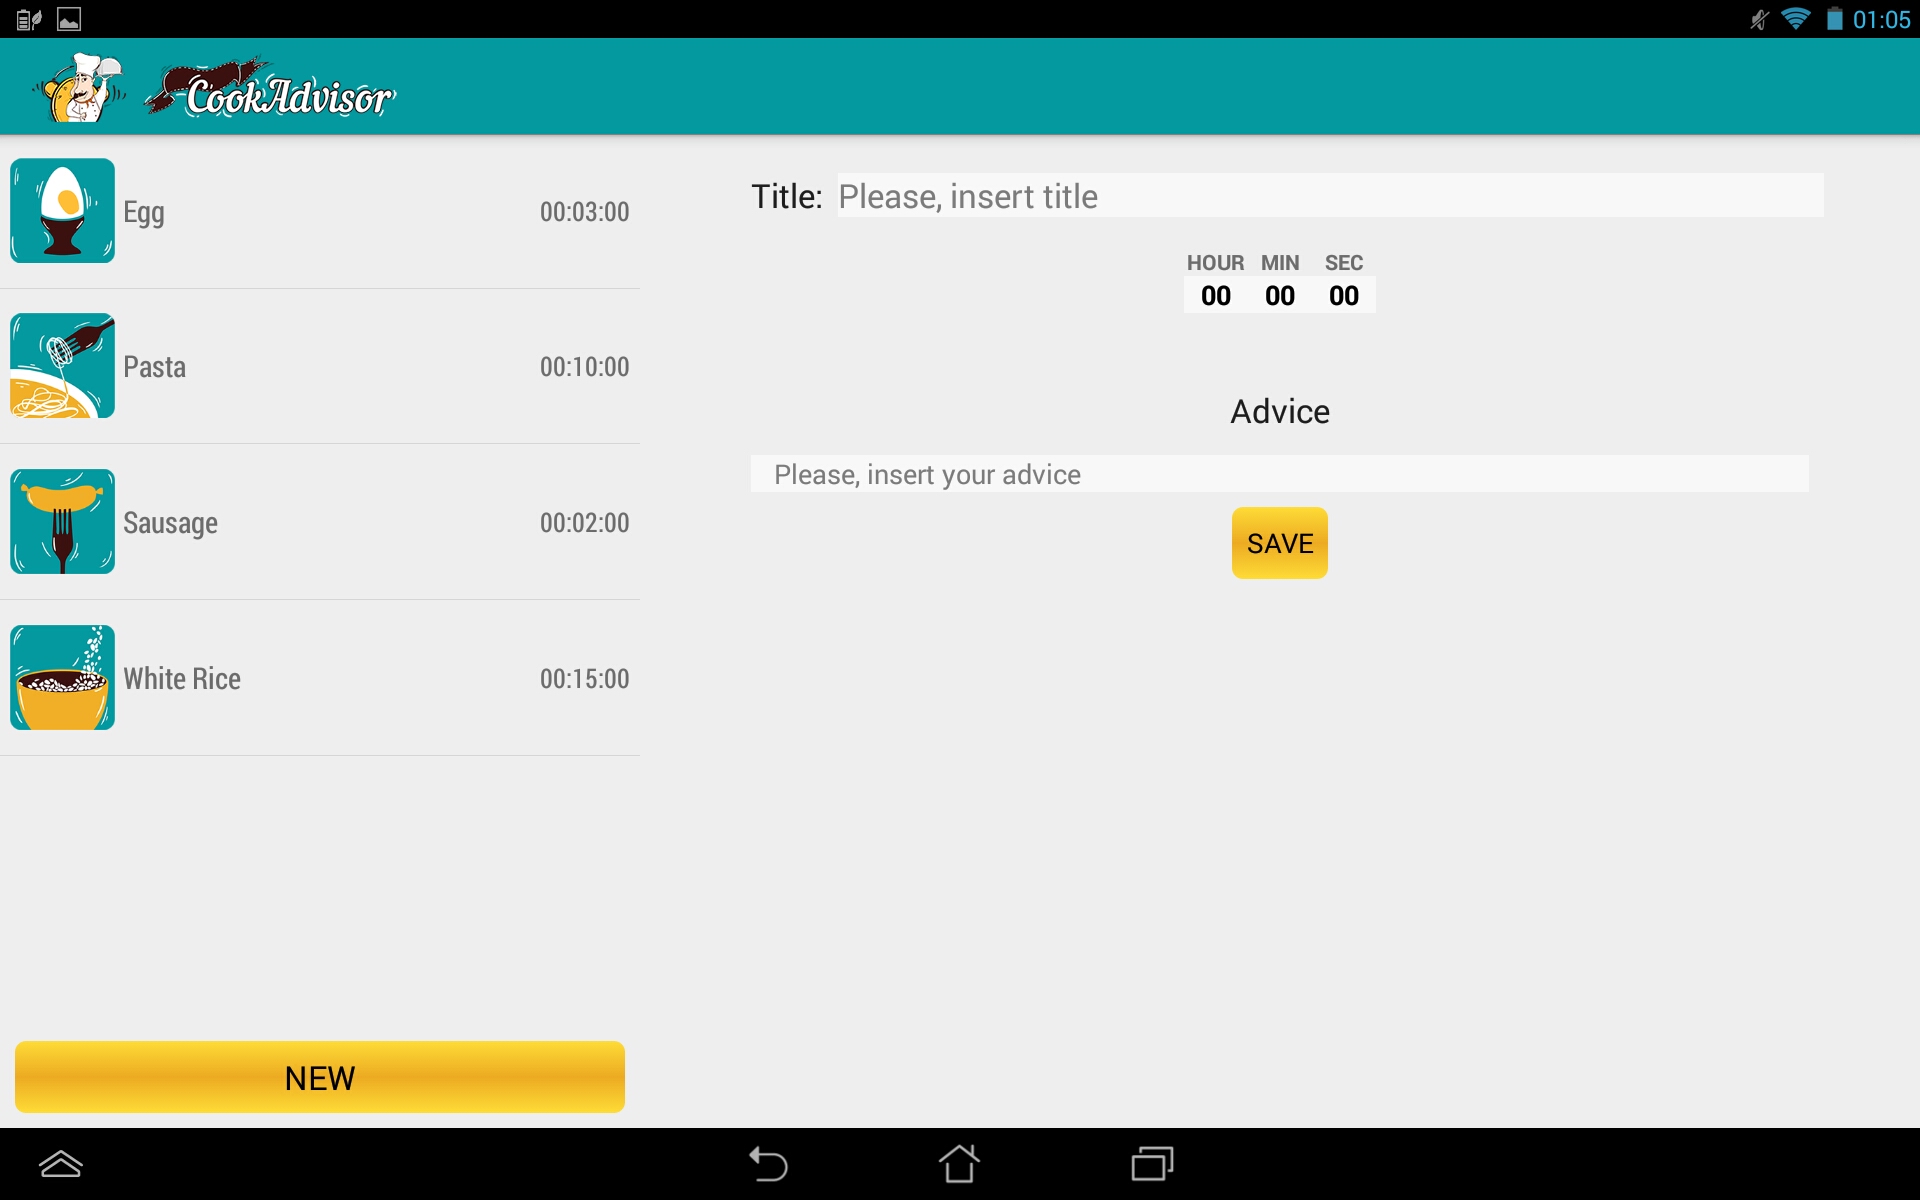 01:05
CookAdvisor
Egg 00:03:00
Pasta 00:10:00
Sausage 00:02:00
White Rice 00:15:00
NEW
Title: Please, insert title
HOUR MIN SEC
00 00 00
Advice
Please, insert your advice
SAVE